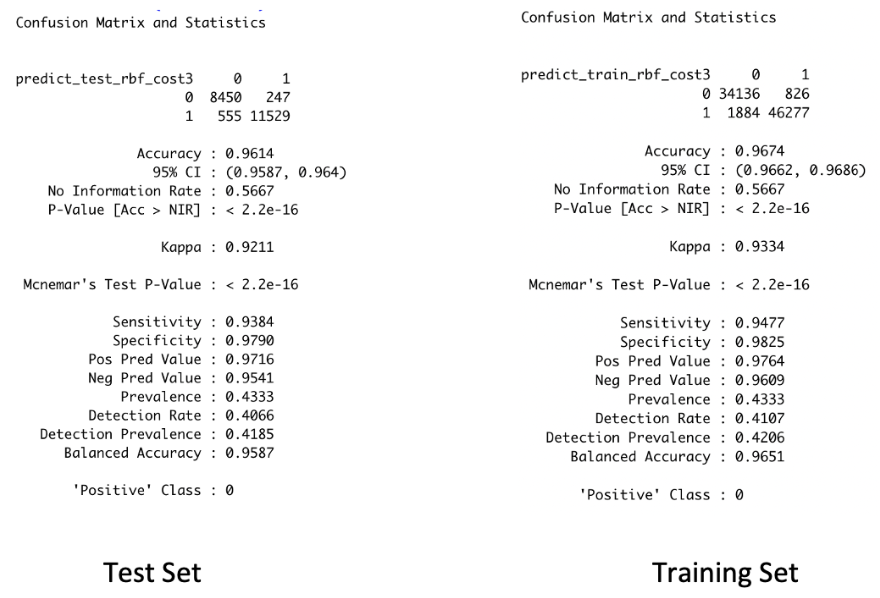 Confusion Matrix and Statistics
predict_test_rbf_cost3 0 1
0 8450 247
1 555 11529
Accuracy : 0.9614
95% CI : (0.9587, 0.964)
No Information Rate : 0.5667
P-Value [Acc > NIR] : < 2.2e-16
Kappa : 0.9211
Mcnemar's Test P-Value : < 2.2e-16
Sensitivity : 0.9384
Specificity : 0.9790
Pos Pred Value : 0.9716
Neg Pred Value : 0.9541
Prevalence : 0.4333
Detection Rate : 0.4066
Detection Prevalence : 0.4185
Balanced Accuracy : 0.9587
'Positive' Class : 0
Test Set
Confusion Matrix and Statistics
predict_train_rbf_cost3 0 1
0 34136 826
1 1884 46277
Accuracy : 0.9674
95% CI : (0.9662, 0.9686)
No Information Rate : 0.5667
P-Value [Acc > NIR] : < 2.2e-16
Kappa : 0.9334
Mcnemar's Test P-Value : < 2.2e-16
Sensitivity : 0.9477
Specificity : 0.9825
Pos Pred Value : 0.9764
Neg Pred Value : 0.9609
Prevalence : 0.4333
Detection Rate : 0.4107
Detection Prevalence : 0.4206
Balanced Accuracy : 0.9651
'Positive' Class : 0
Training Set